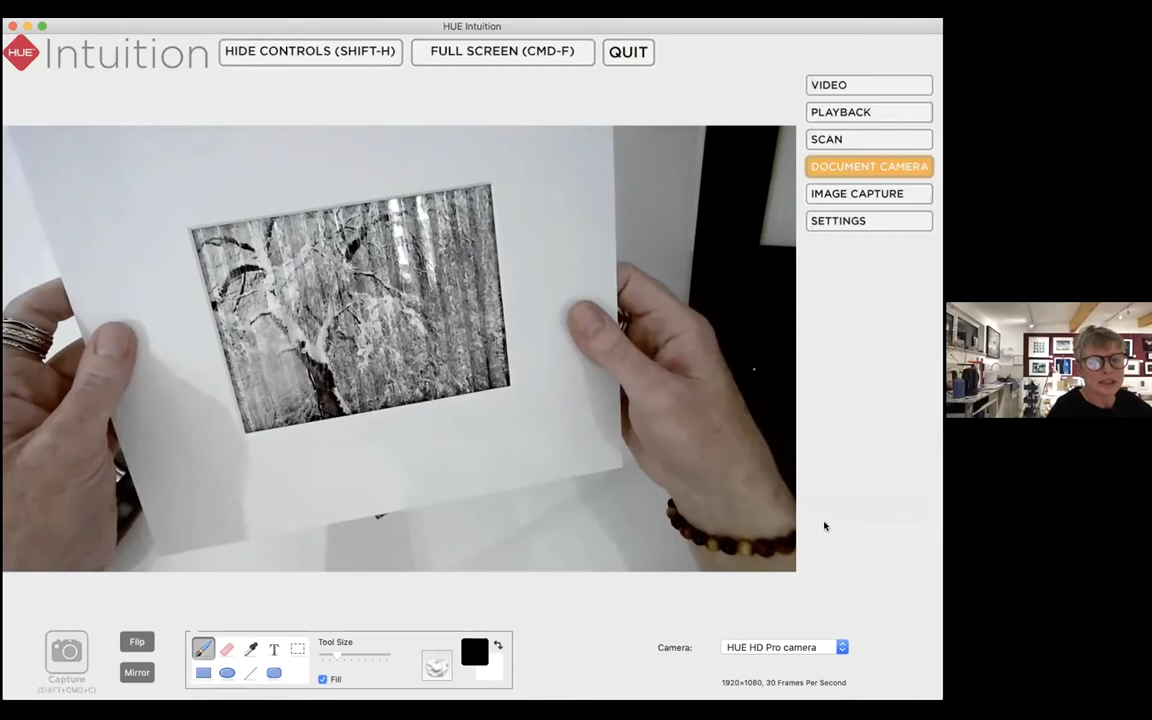 HUE Intuition
HUE Intuition
HIDE CONTROLS (SHIFT-H)
FULL SCREEN (CMD-F)
QUIT
VIDEO
PLAYBACK
SCAN
DOCUMENT CAMERA
IMAGE CAPTURE
SETTINGS
Capture
(SHIFT+CMD+C)
Flip
Mirror
T
Tool Size
Fill
Camera:
HUE HD Pro camera
1920x1080, 30 Frames Per Second